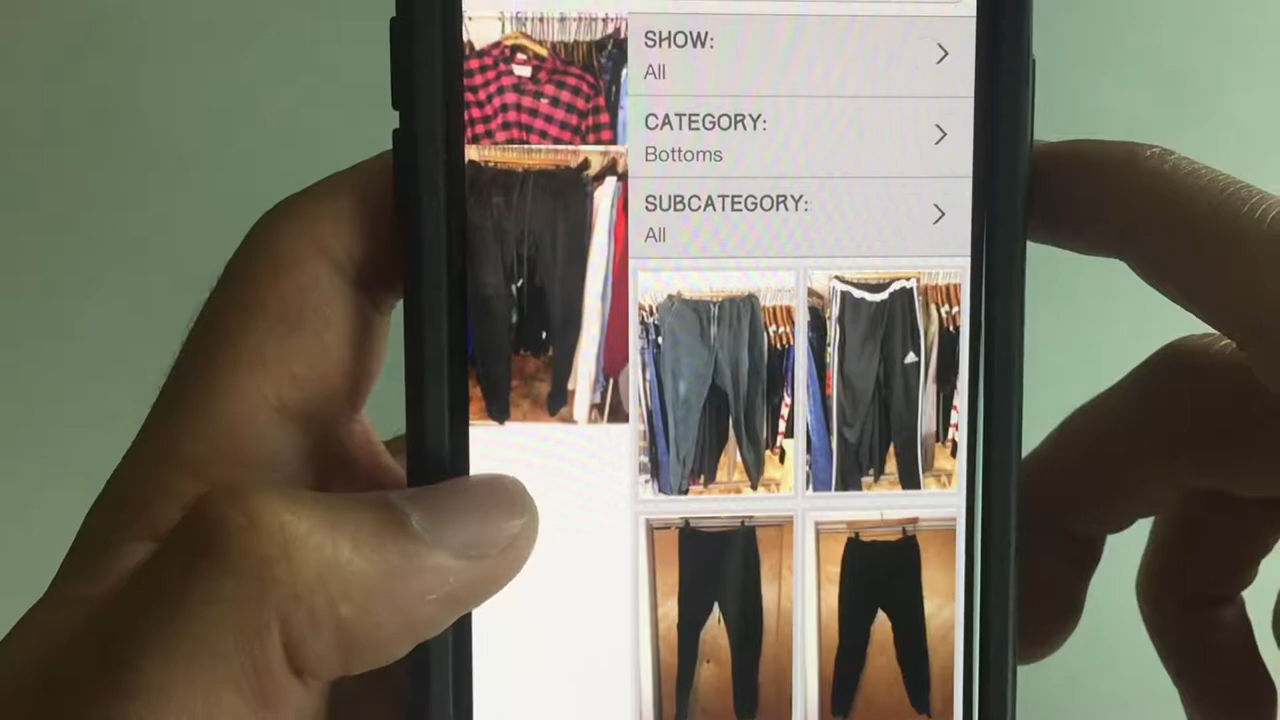 SHOW:
All
CATEGORY:
Bottoms
SUBCATEGORY:
All